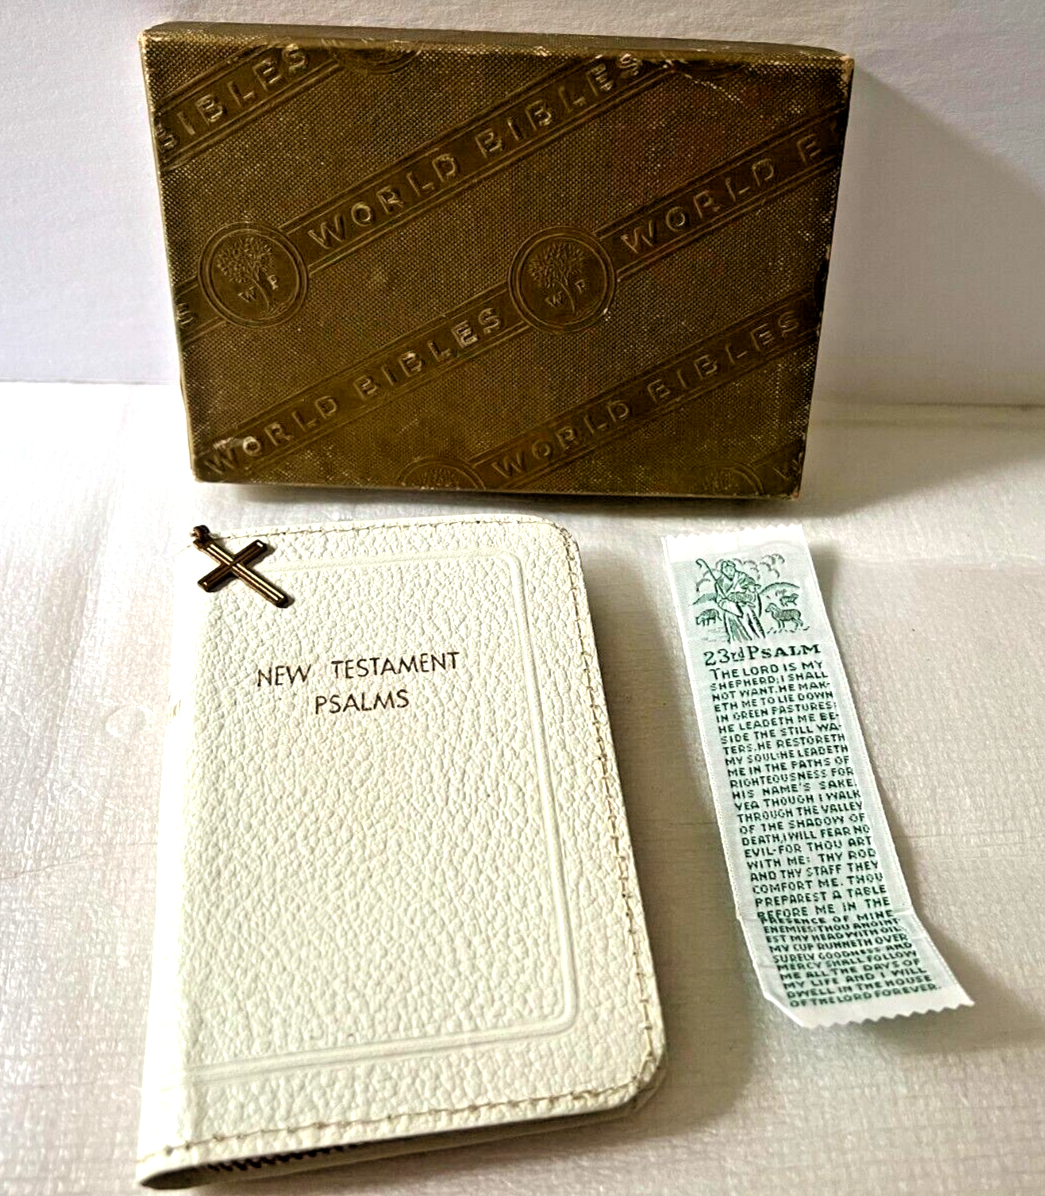 BIBLES
WORLD BIBLES
WORLD B
W F
W F
WORLD BIBLES
WORLD BIBLES
NEW TESTAMENT
PSALMS
23rd PSALM
THE LORD IS MY
SHEPHERD; I SHALL
NOT WANT. HE MAK-
ETH ME TO LIE DOWN
IN GREEN PASTURES:
HE LEADETH ME BE-
SIDE THE STILL WA-
TERS. HE RESTORETH
MY SOUL: HE LEADETH
ME IN THE PATHS OF
RIGHTEOUSNESS FOR
HIS NAME'S SAKE.
YEA THOUGH I WALK
THROUGH THE VALLEY
OF THE SHADOW OF
DEATH, I WILL FEAR NO
EVIL-FOR THOU ART
WITH ME: THY ROD
AND THY STAFF THEY
COMFORT ME. THOU
PREPAREST A TABLE
BEFORE ME IN THE
PRESENCE OF MINE
ENEMIES: THOU ANOINT-
EST MY HEAD WITH OIL.
MY CUP RUNNETH OVER
SURELY GOODNESS AND
MERCY SHALL FOLLOW
ME ALL THE DAYS OF
MY LIFE AND I WILL
DWELL IN THE HOUSE
OF THE LORD FOREVER.